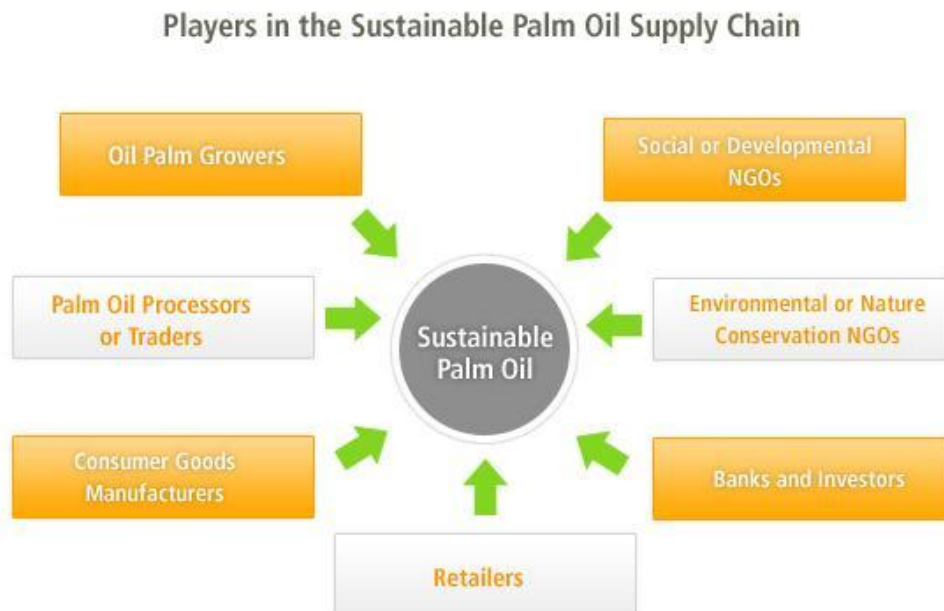 Players in the Sustainable Palm Oil Supply Chain
Oil Palm Growers
Social or Developmental
NGOs
Palm Oil Processors
or Traders
Sustainable
Palm Oil
Environmental or Nature
Conservation NGOs
Consumer Goods
Manufacturers
Banks and Investors
Retailers